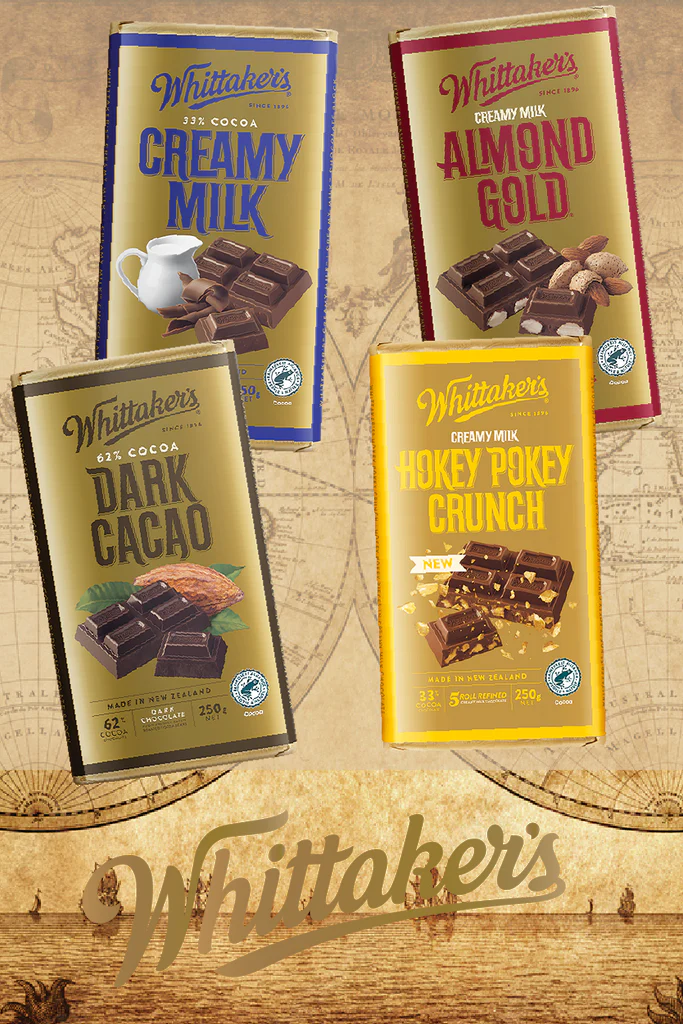 Whittaker's
SINCE 1896
33% COCOA
CREAMY
MILK
50g
Cocoa
Whittaker's
SINCE 1896
CREAMY MILK
ALMOND
GOLD
Cocoa
Whittaker's
SINCE 1896
62% COCOA
DARK
CACAO
MADE IN NEW ZEALAND
62%
COCOA
DARK
CHOCOLATE
250g
NET
Cocoa
Whittaker's
SINCE 1896
CREAMY MILK
HOKEY POKEY
CRUNCH
NEW
MADE IN NEW ZEALAND
33%
COCOA
5 ROLL REFINED
250g
NET
Cocoa
Whittaker's